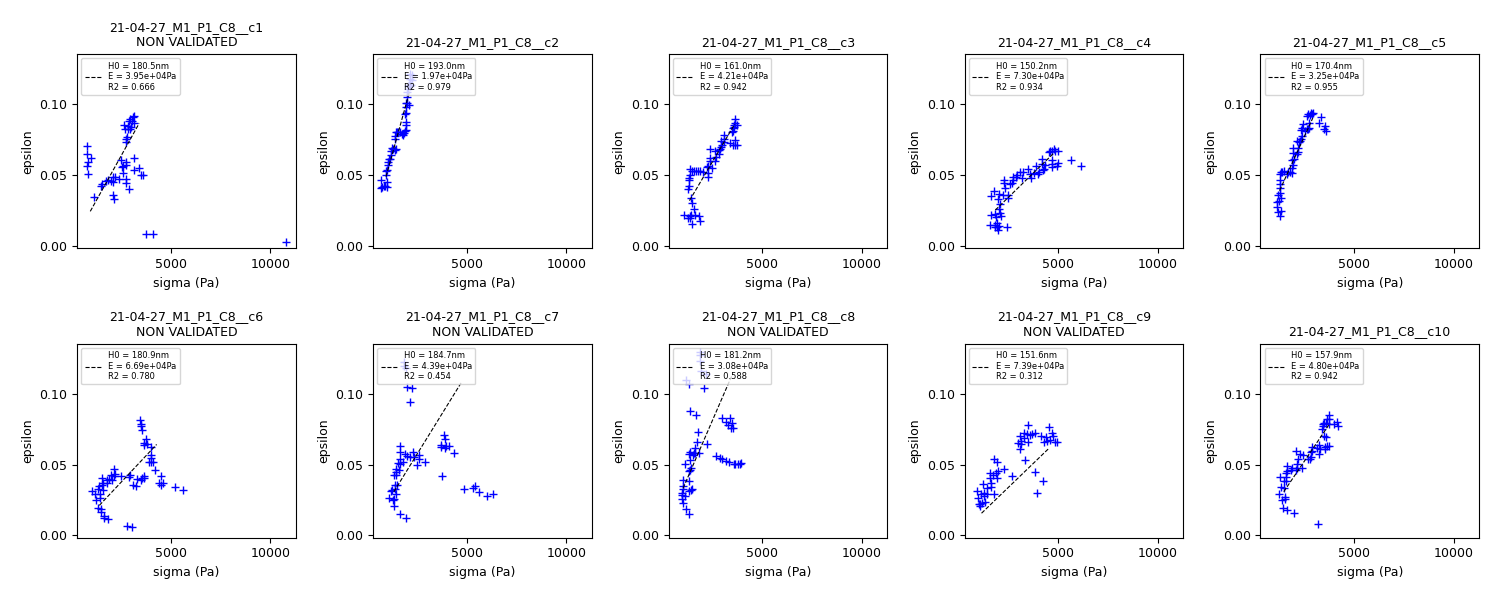 21-04-27_M1_P1_C8__c1
NON VALIDATED
H0 = 180.5nm
E = 3.95e+04Pa
R2 = 0.666
0.10
0.05
0.00
epsilon
5000 10000
sigma (Pa)
21-04-27_M1_P1_C8__c2
H0 = 193.0nm
E = 1.97e+04Pa
R2 = 0.979
0.10
0.05
0.00
epsilon
5000 10000
sigma (Pa)
21-04-27_M1_P1_C8__c3
H0 = 161.0nm
E = 4.21e+04Pa
R2 = 0.942
0.10
0.05
0.00
epsilon
5000 10000
sigma (Pa)
21-04-27_M1_P1_C8__c4
H0 = 150.2nm
E = 7.30e+04Pa
R2 = 0.934
0.10
0.05
0.00
epsilon
5000 10000
sigma (Pa)
21-04-27_M1_P1_C8__c5
H0 = 170.4nm
E = 3.25e+04Pa
R2 = 0.955
0.10
0.05
0.00
epsilon
5000 10000
sigma (Pa)
21-04-27_M1_P1_C8__c6
NON VALIDATED
H0 = 180.9nm
E = 6.69e+04Pa
R2 = 0.780
0.10
0.05
0.00
epsilon
5000 10000
sigma (Pa)
21-04-27_M1_P1_C8__c7
NON VALIDATED
H0 = 184.7nm
E = 4.39e+04Pa
R2 = 0.454
0.10
0.05
0.00
epsilon
5000 10000
sigma (Pa)
21-04-27_M1_P1_C8__c8
NON VALIDATED
H0 = 181.2nm
E = 3.08e+04Pa
R2 = 0.588
0.10
0.05
0.00
epsilon
5000 10000
sigma (Pa)
21-04-27_M1_P1_C8__c9
NON VALIDATED
H0 = 151.6nm
E = 7.39e+04Pa
R2 = 0.312
0.10
0.05
0.00
epsilon
5000 10000
sigma (Pa)
21-04-27_M1_P1_C8__c10
H0 = 157.9nm
E = 4.80e+04Pa
R2 = 0.942
0.10
0.05
0.00
epsilon
5000 10000
sigma (Pa)